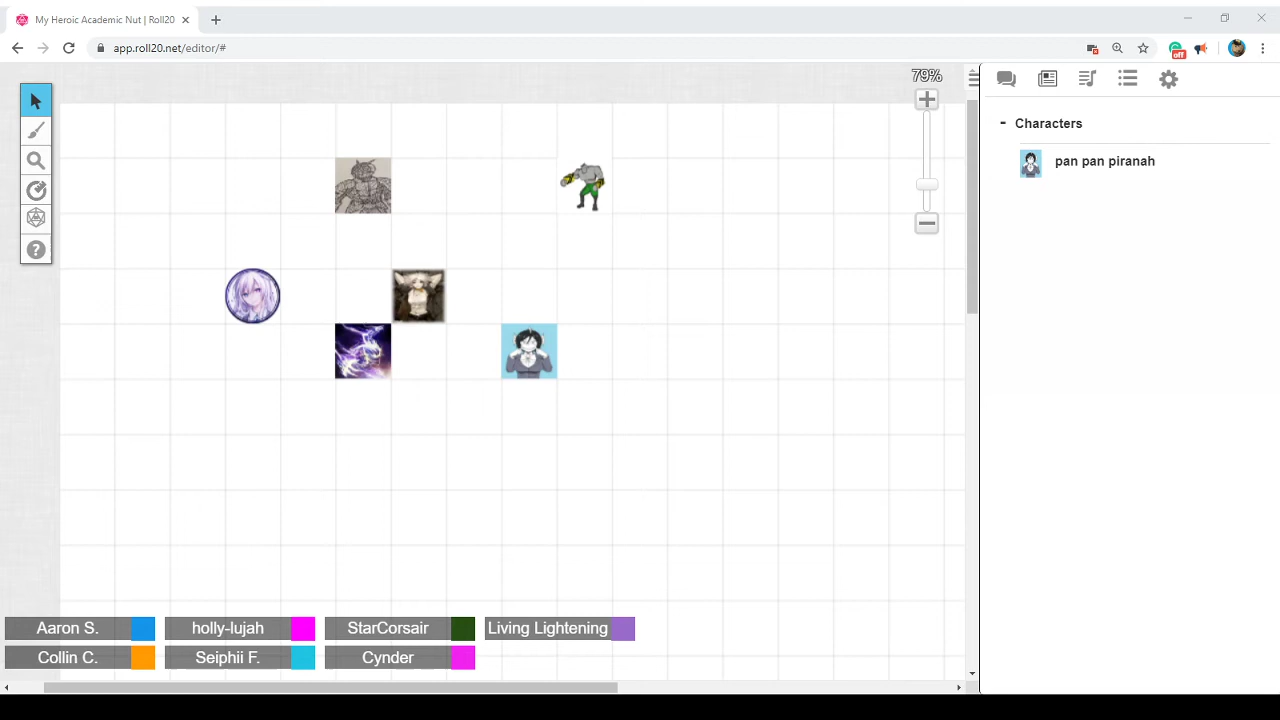 My Heroic Academic Nut | Roll20
app.roll20.net/editor/#
off
79%
Characters
pan pan piranah
Aaron S.
holly-lujah
StarCorsair
Living Lightening
Collin C.
Seiphii F.
Cynder